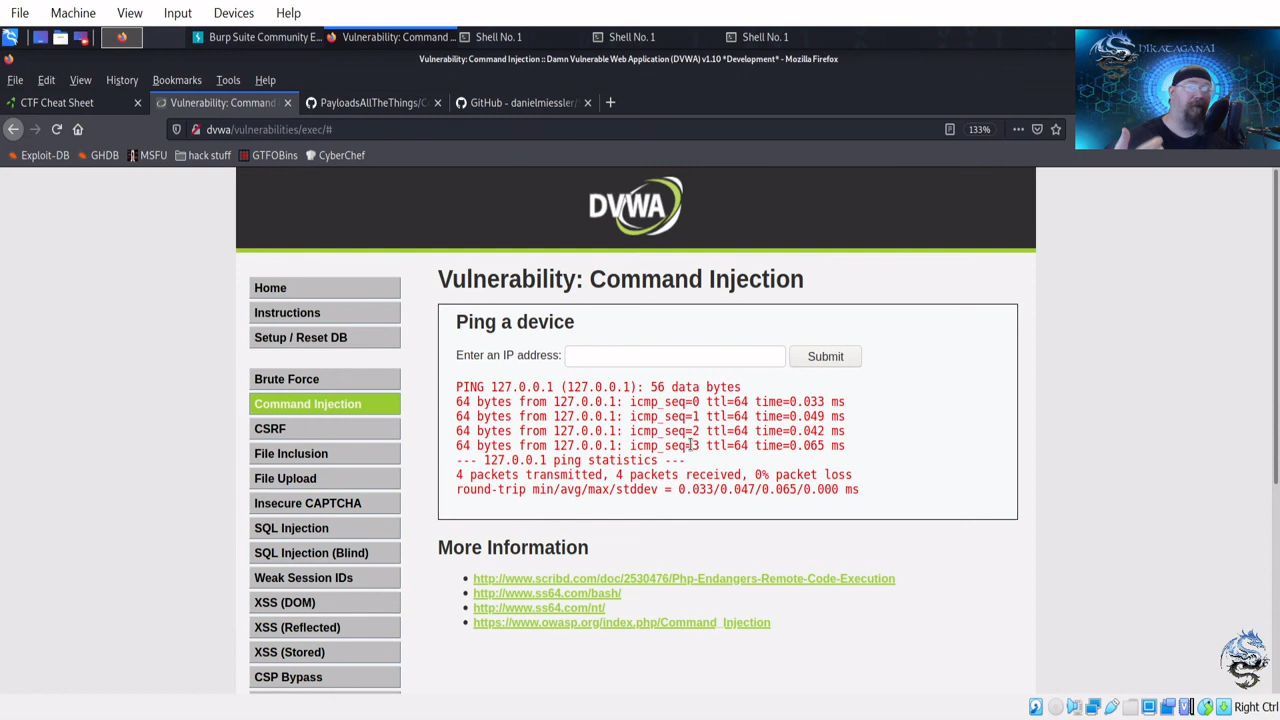 File Machine View Input Devices Help
Burp Suite Community E... Vulnerability: Command... Shell No. 1 Shell No. 1 Shell No. 1
Vulnerability: Command Injection :: Damn Vulnerable Web Application (DVWA) v1.10 *Development* - Mozilla Firefox
File Edit View History Bookmarks Tools Help
CTF Cheat Sheet Vulnerability: Command PayloadsAllTheThings/C GitHub - danielmiessler/
dvwa/vulnerabilities/exec/# 133%
Exploit-DB GHDB MSFU hack stuff GTFOBins CyberChef
HIKATAGANAI
DVWA
Vulnerability: Command Injection
Ping a device
Enter an IP address: Submit
PING 127.0.0.1 (127.0.0.1): 56 data bytes
64 bytes from 127.0.0.1: icmp_seq=0 ttl=64 time=0.033 ms
64 bytes from 127.0.0.1: icmp_seq=1 ttl=64 time=0.049 ms
64 bytes from 127.0.0.1: icmp_seq=2 ttl=64 time=0.042 ms
64 bytes from 127.0.0.1: icmp_seq=3 ttl=64 time=0.065 ms
--- 127.0.0.1 ping statistics ---
4 packets transmitted, 4 packets received, 0% packet loss
round-trip min/avg/max/stddev = 0.033/0.047/0.065/0.000 ms
More Information
http://www.scribd.com/doc/2530476/Php-Endangers-Remote-Code-Execution
http://www.ss64.com/bash/
http://www.ss64.com/nt/
https://www.owasp.org/index.php/Command_Injection
Home
Instructions
Setup / Reset DB
Brute Force
Command Injection
CSRF
File Inclusion
File Upload
Insecure CAPTCHA
SQL Injection
SQL Injection (Blind)
Weak Session IDs
XSS (DOM)
XSS (Reflected)
XSS (Stored)
CSP Bypass
Right Ctrl